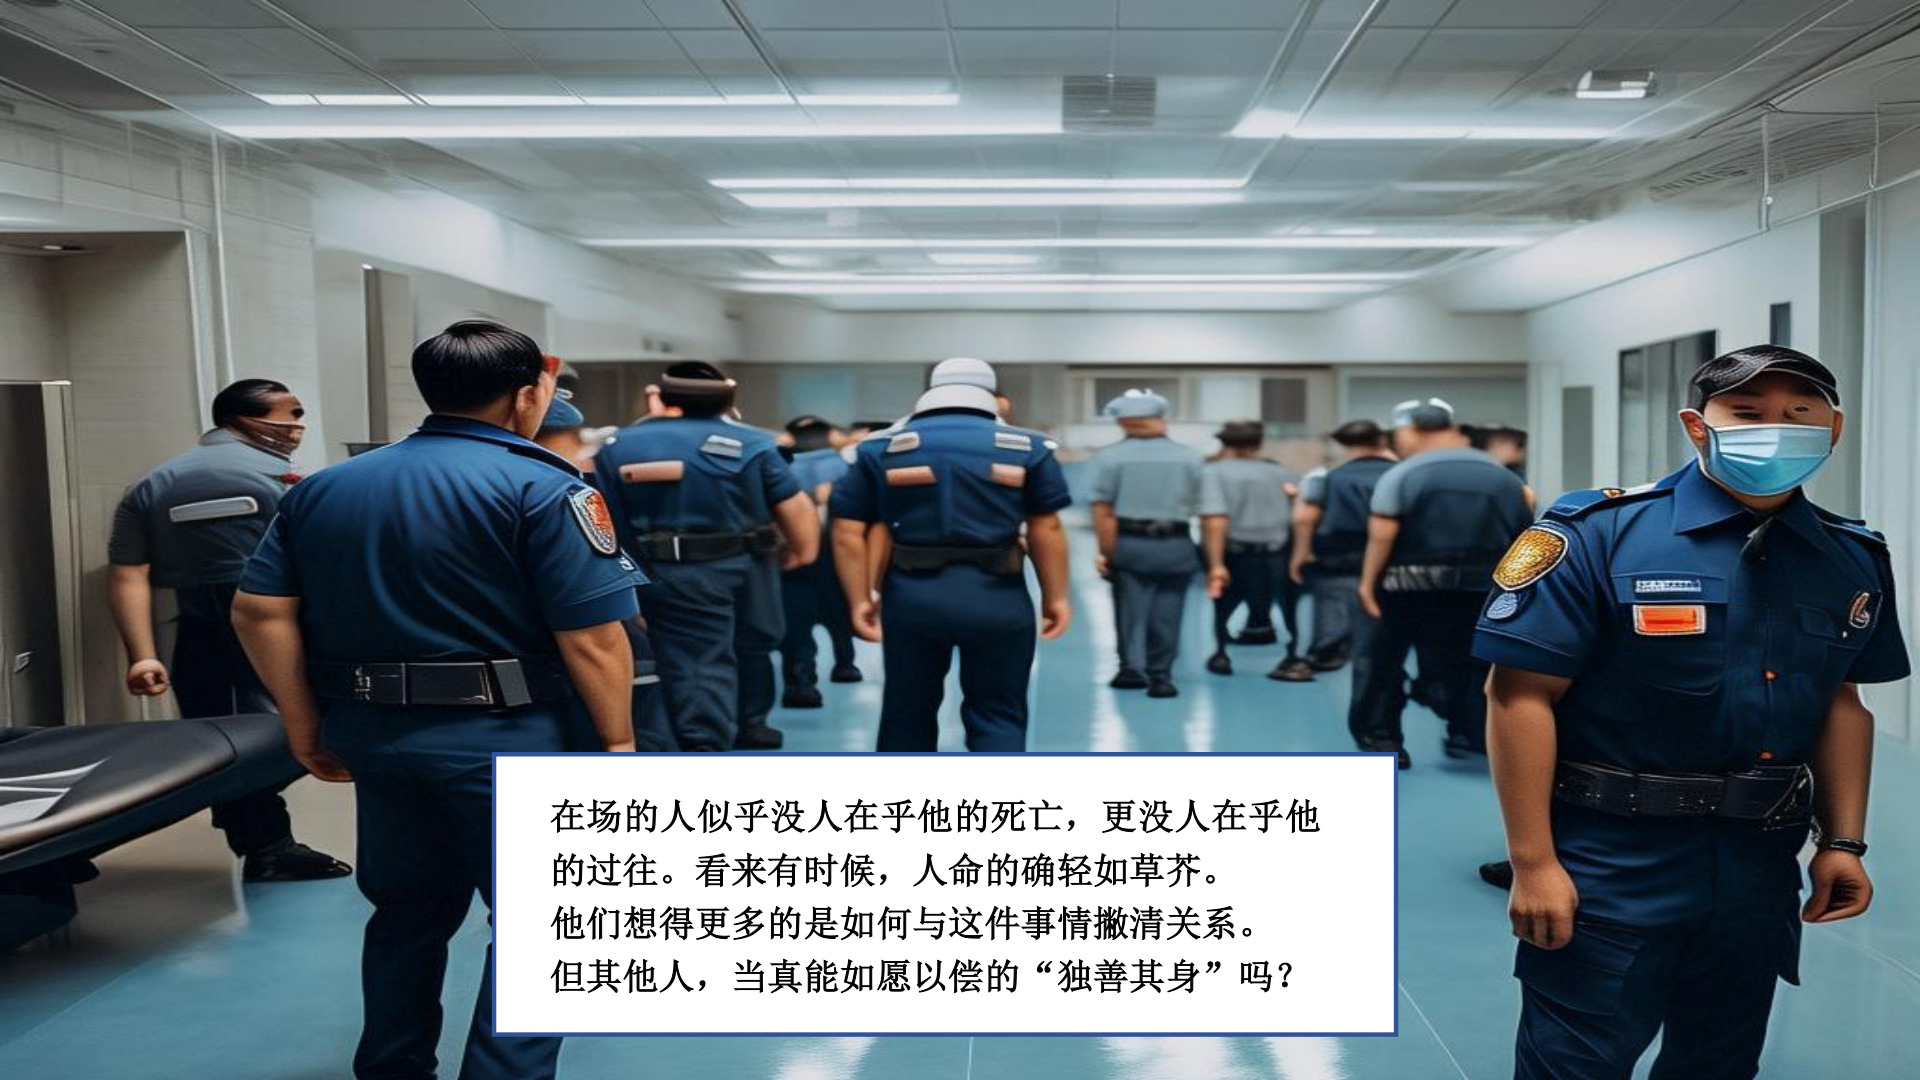 在场的人似乎没人在乎他的死亡，更没人在乎他
的过往。看来有时候，人命的确轻如草芥。
他们想得更多的是如何与这件事情撇清关系。
但其他人，当真能如愿以偿的“独善其身”吗？